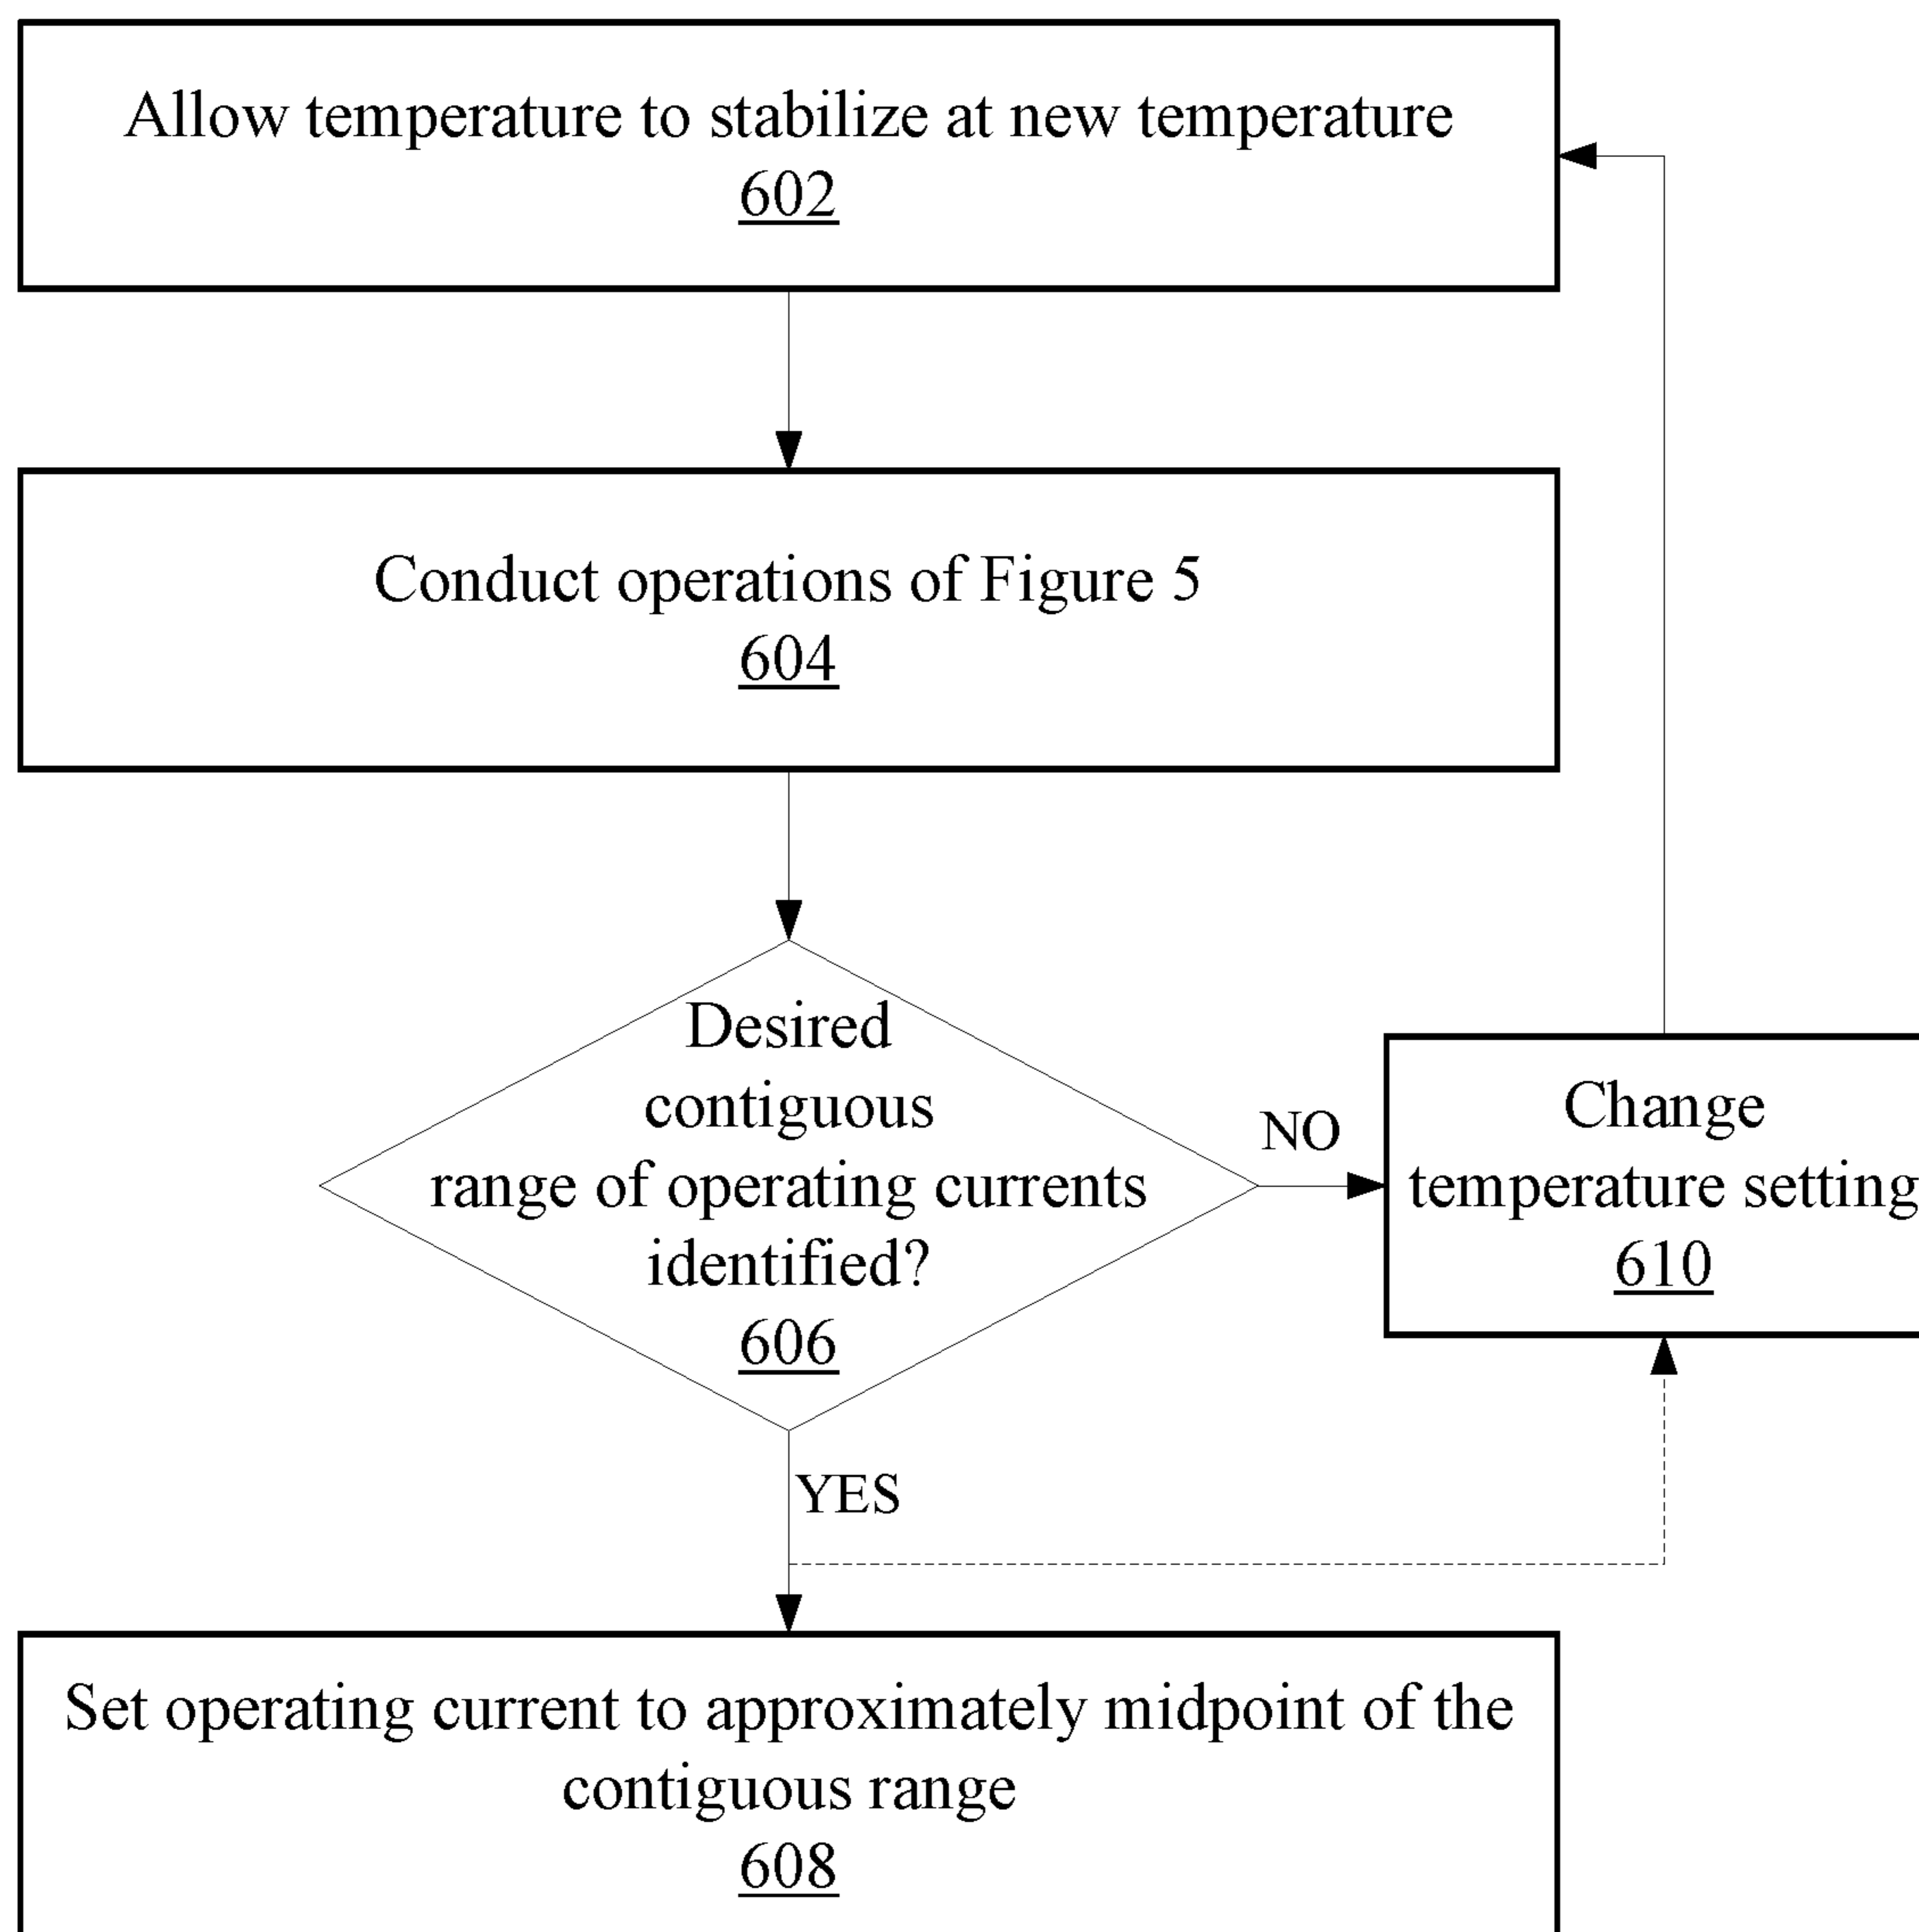 Allow temperature to stabilize at new temperature
602
Conduct operations of Figure 5
604
Desired
contiguous
range of operating currents
identified?
606
NO
Change
temperature setting
610
YES
Set operating current to approximately midpoint of the
contiguous range
608